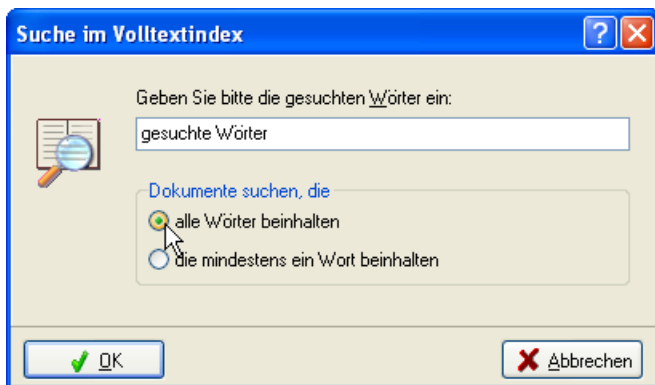 Suche im Volltextindex
Geben Sie bitte die gesuchten Wörter ein:
gesuchte Wörter
Dokumente suchen, die
alle Wörter beinhalten
die mindestens ein Wort beinhalten
OK
Abbrechen